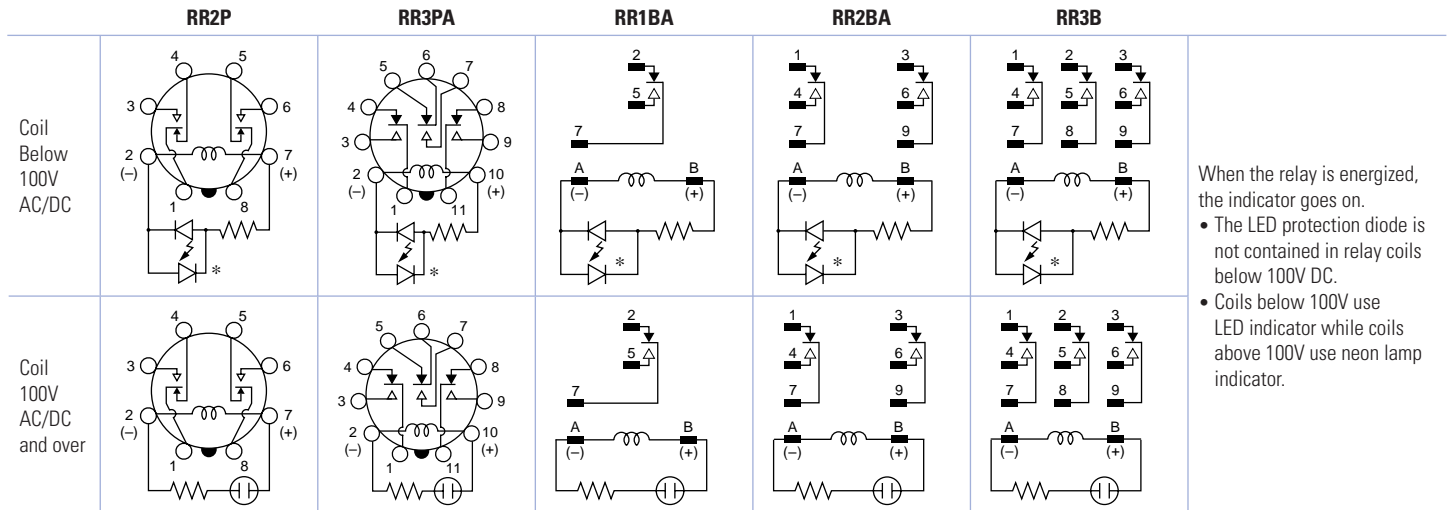 RR2P RR3PA RR1BA RR2BA RR3B
Coil
Below
100V
AC/DC
4 5
3 6
2 7
(–) (+)
1 8
*
6
5 7
4 8
3 9
2 10
(–) (+)
1 11
*
2
5
7
A B
(–) (+)
*
1 3
4 6
7 9
A B
(–) (+)
*
1 2 3
4 5 6
7 8 9
A B
(–) (+)
*
When the relay is energized,
the indicator goes on.
• The LED protection diode is
not contained in relay coils
below 100V DC.
• Coils below 100V use
LED indicator while coils
above 100V use neon lamp
indicator.
Coil
100V
AC/DC
and over
4 5
3 6
2 7
(–) (+)
1 8
6
5 7
4 8
3 9
2 10
(–) (+)
1 11
2
5
7
A B
(–) (+)
1 3
4 6
7 9
A B
(–) (+)
1 2 3
4 5 6
7 8 9
A B
(–) (+)